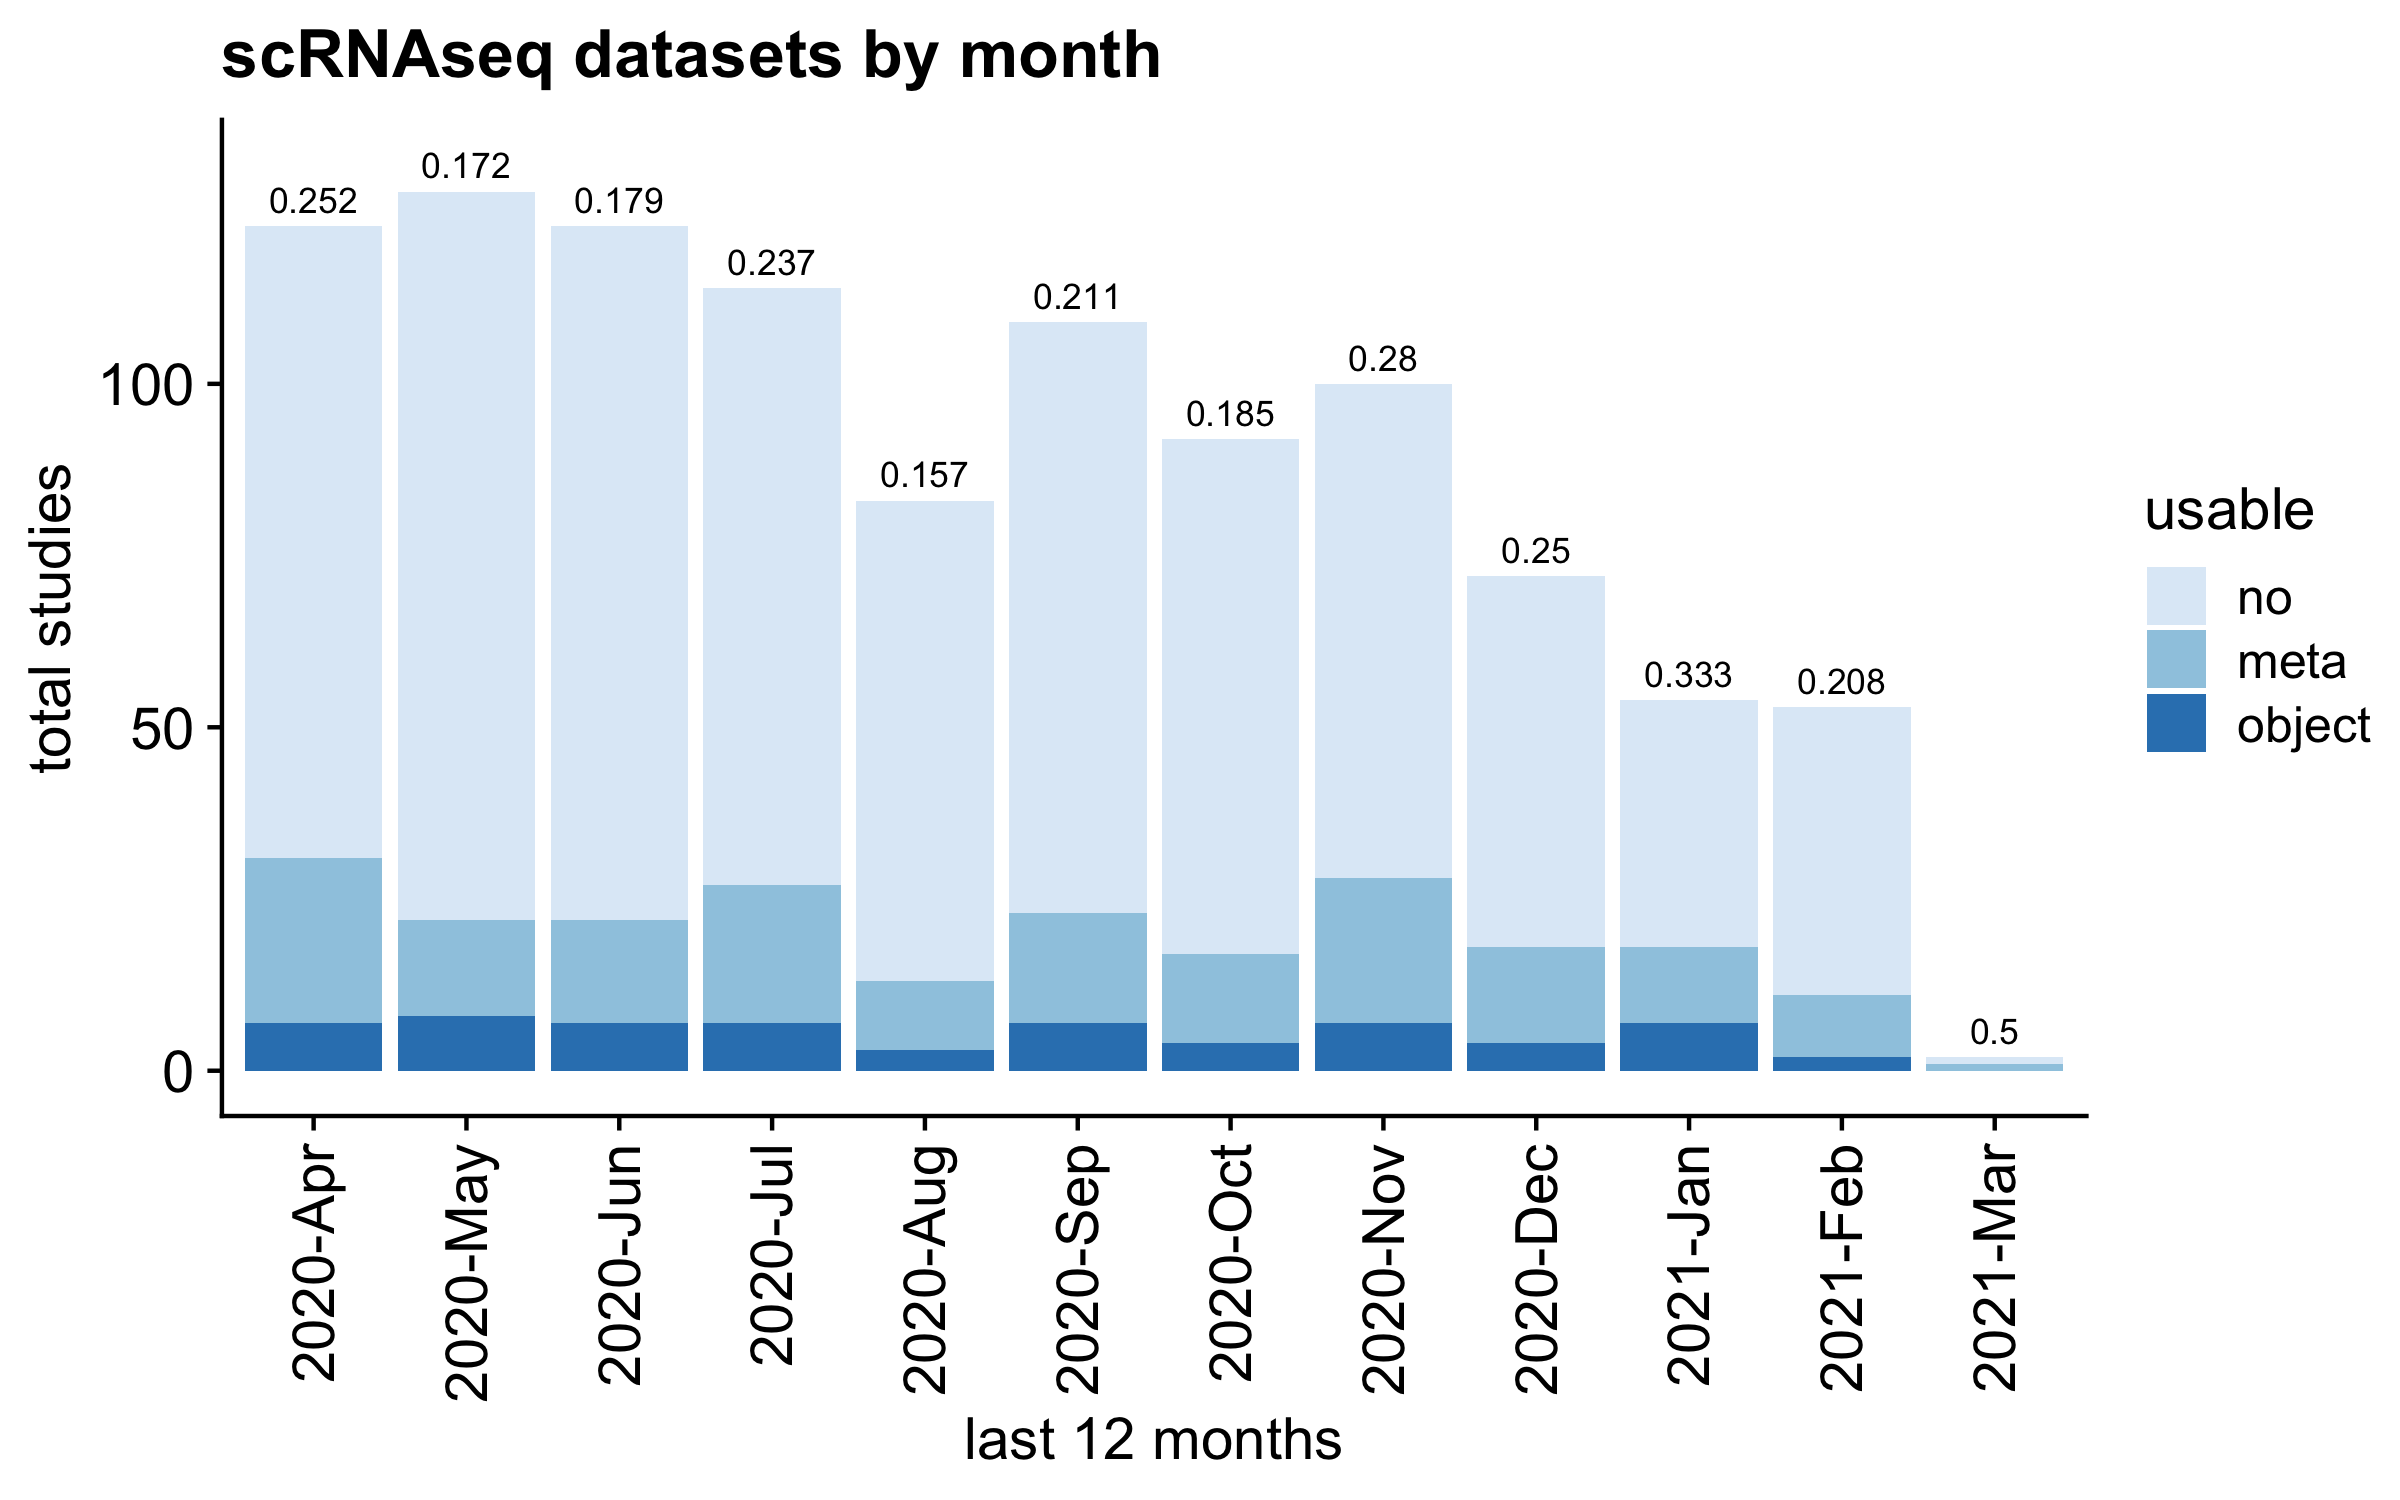 scRNAseq datasets by month
total studies
100
50
0
0.252
0.172
0.179
0.237
0.157
0.211
0.185
0.28
0.25
0.333
0.208
0.5
2020-Apr
2020-May
2020-Jun
2020-Jul
2020-Aug
2020-Sep
2020-Oct
2020-Nov
2020-Dec
2021-Jan
2021-Feb
2021-Mar
last 12 months
usable
no
meta
object